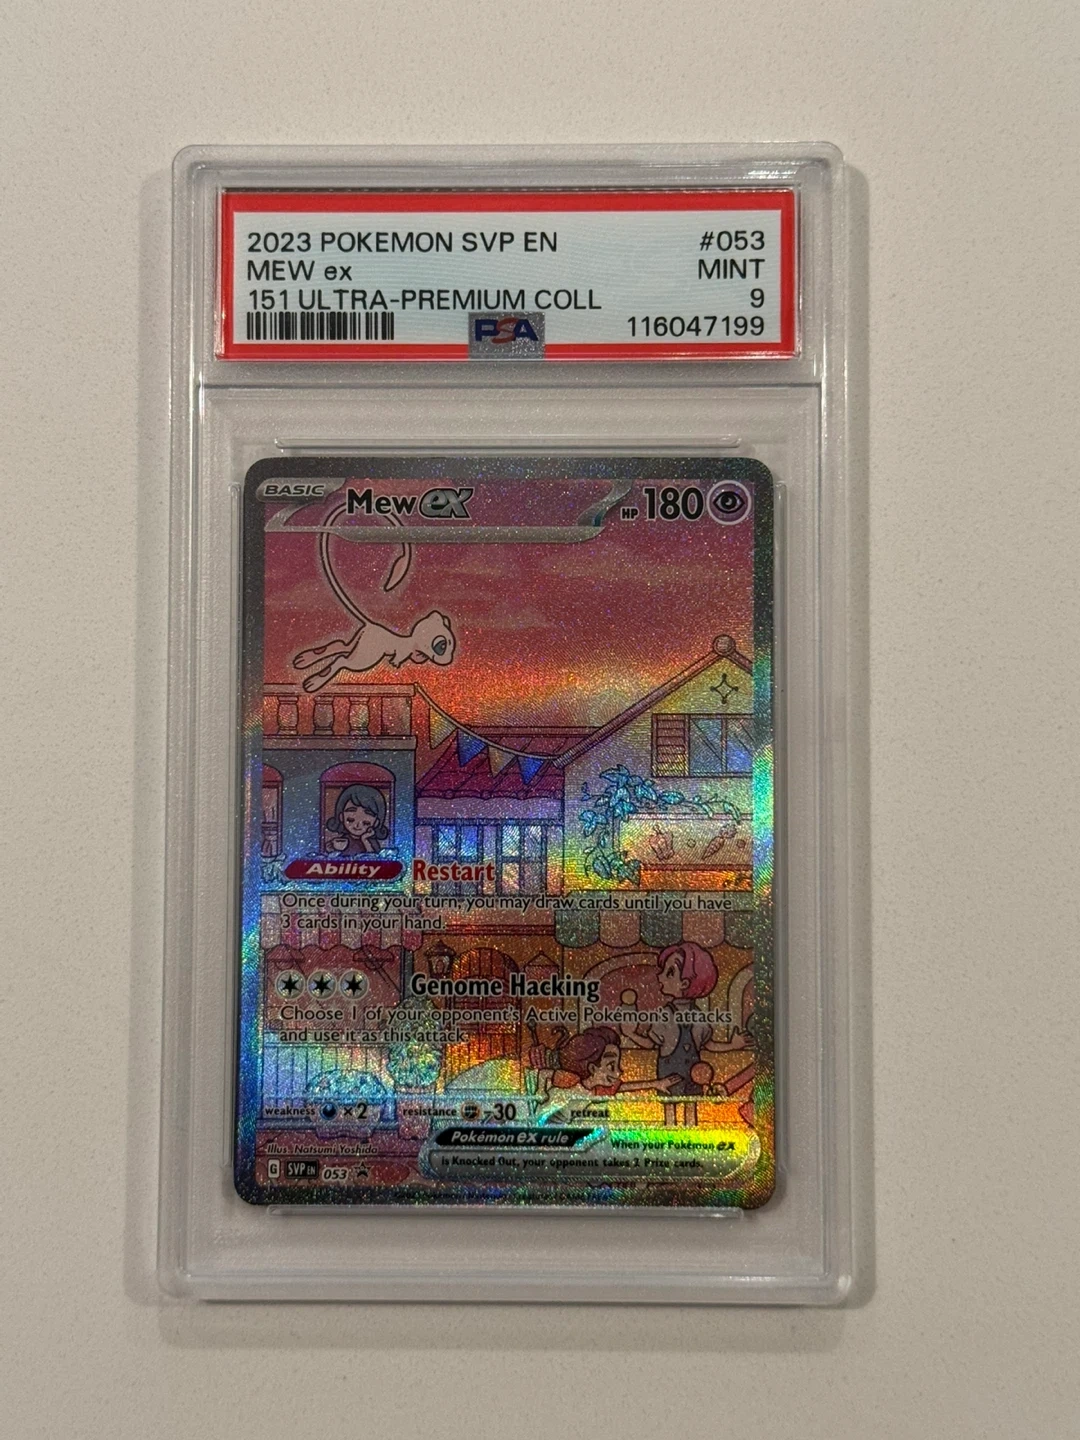 2023 POKEMON SVP EN #053
MEW ex MINT
151 ULTRA-PREMIUM COLL 9
PSA 116047199
BASIC Mew ex HP 180
Ability Restart
Once during your turn, you may draw cards until you have
3 cards in your hand.
Genome Hacking
Choose 1 of your opponent's Active Pokémon's attacks
and use it as this attack.
weakness ×2 resistance -30 retreat
Pokémon ex rule When your Pokémon ex
is Knocked Out, your opponent takes 2 Prize cards.
Illus. Natsumi Yoshida
G SVP EN 053